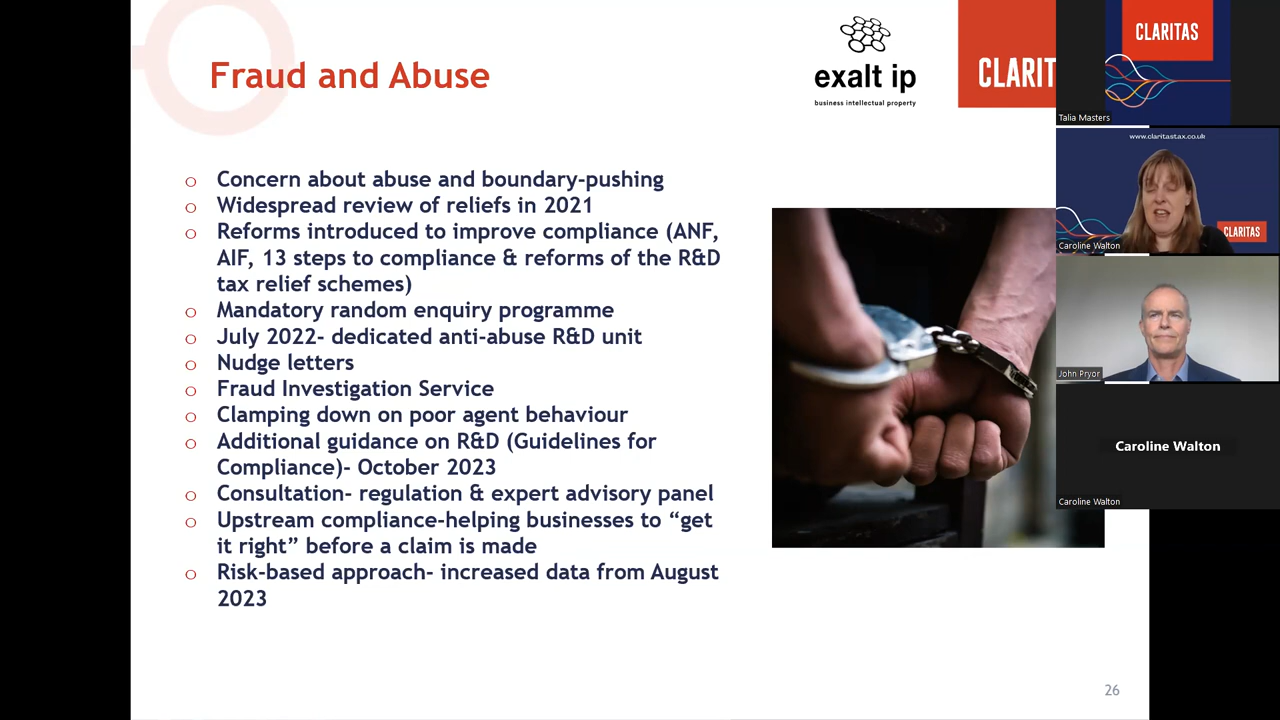 Fraud and Abuse
exalt ip
business intellectual property
CLARIT
o Concern about abuse and boundary-pushing
o Widespread review of reliefs in 2021
o Reforms introduced to improve compliance (ANF,
AIF, 13 steps to compliance & reforms of the R&D
tax relief schemes)
o Mandatory random enquiry programme
o July 2022- dedicated anti-abuse R&D unit
o Nudge letters
o Fraud Investigation Service
o Clamping down on poor agent behaviour
o Additional guidance on R&D (Guidelines for
Compliance)- October 2023
o Consultation- regulation & expert advisory panel
o Upstream compliance-helping businesses to “get
it right” before a claim is made
o Risk-based approach- increased data from August
2023
26
CLARITAS
Talia Masters
www.claritastax.co.uk
CLARITAS
Caroline Walton
John Pryor
Caroline Walton
Caroline Walton